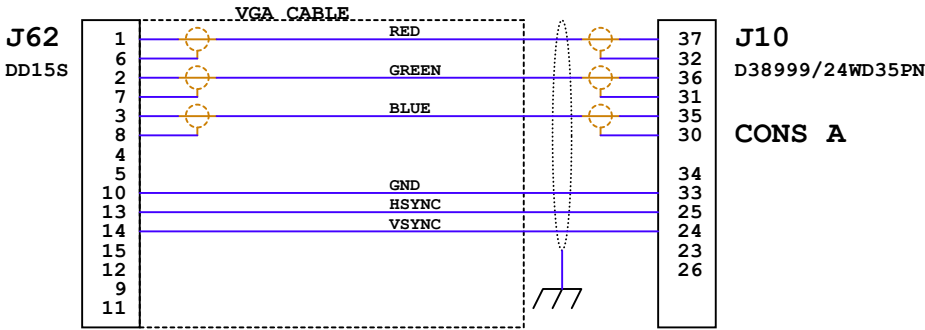 VGA CABLE
J62
DD15S
1 RED 37
6 32
2 GREEN 36
7 31
3 BLUE 35
8 30
4
5 34
10 GND 33
13 HSYNC 25
14 VSYNC 24
15 23
12 26
9
11
J10
D38999/24WD35PN
CONS A